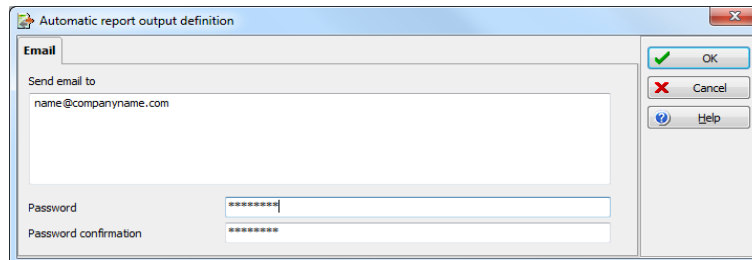 Automatic report output definition
Email
Send email to
name@companyname.com
Password
********
Password confirmation
********
OK
Cancel
Help